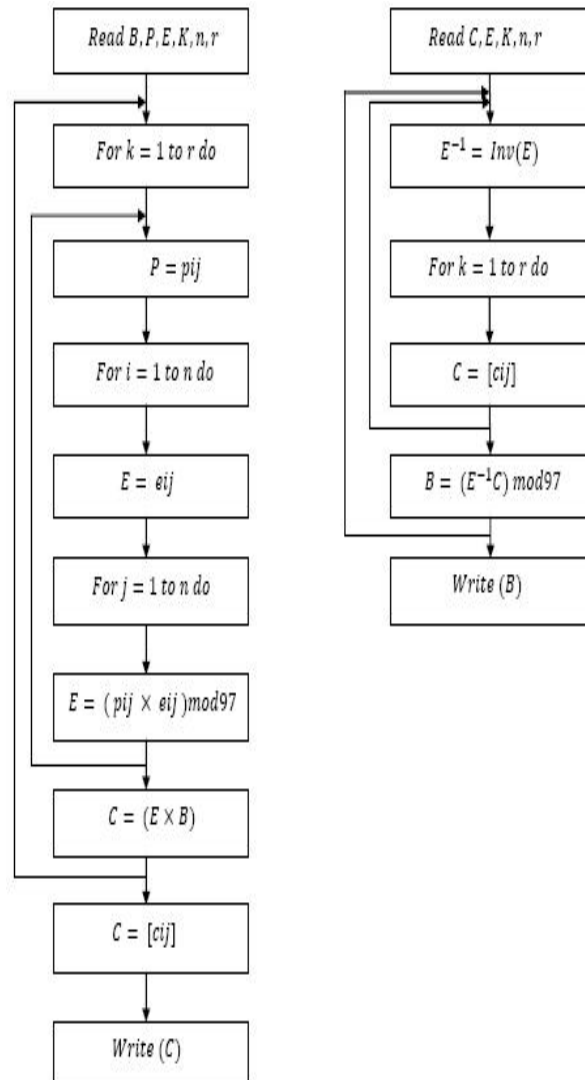 Read B,P,E,K,n,r
For k = 1 to r do
P = pij
For i = 1 to n do
E = eij
For j = 1 to n do
E = ( pij × eij )mod97
C = (E × B)
C = [cij]
Write (C)
Read C,E,K,n,r
E⁻¹ = Inv(E)
For k = 1 to r do
C = [cij]
B = (E⁻¹C) mod97
Write (B)